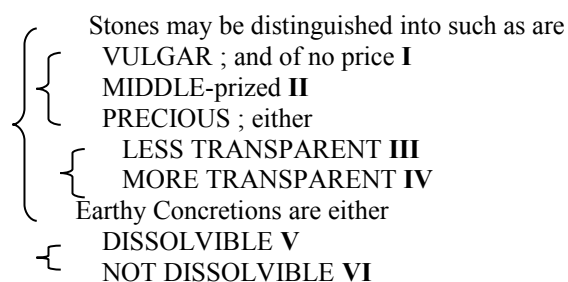 Stones may be distinguished into such as are
VULGAR ; and of no price I
MIDDLE-prized II
PRECIOUS ; either
LESS TRANSPARENT III
MORE TRANSPARENT IV
Earthy Concretions are either
DISSOLVIBLE V
NOT DISSOLVIBLE VI